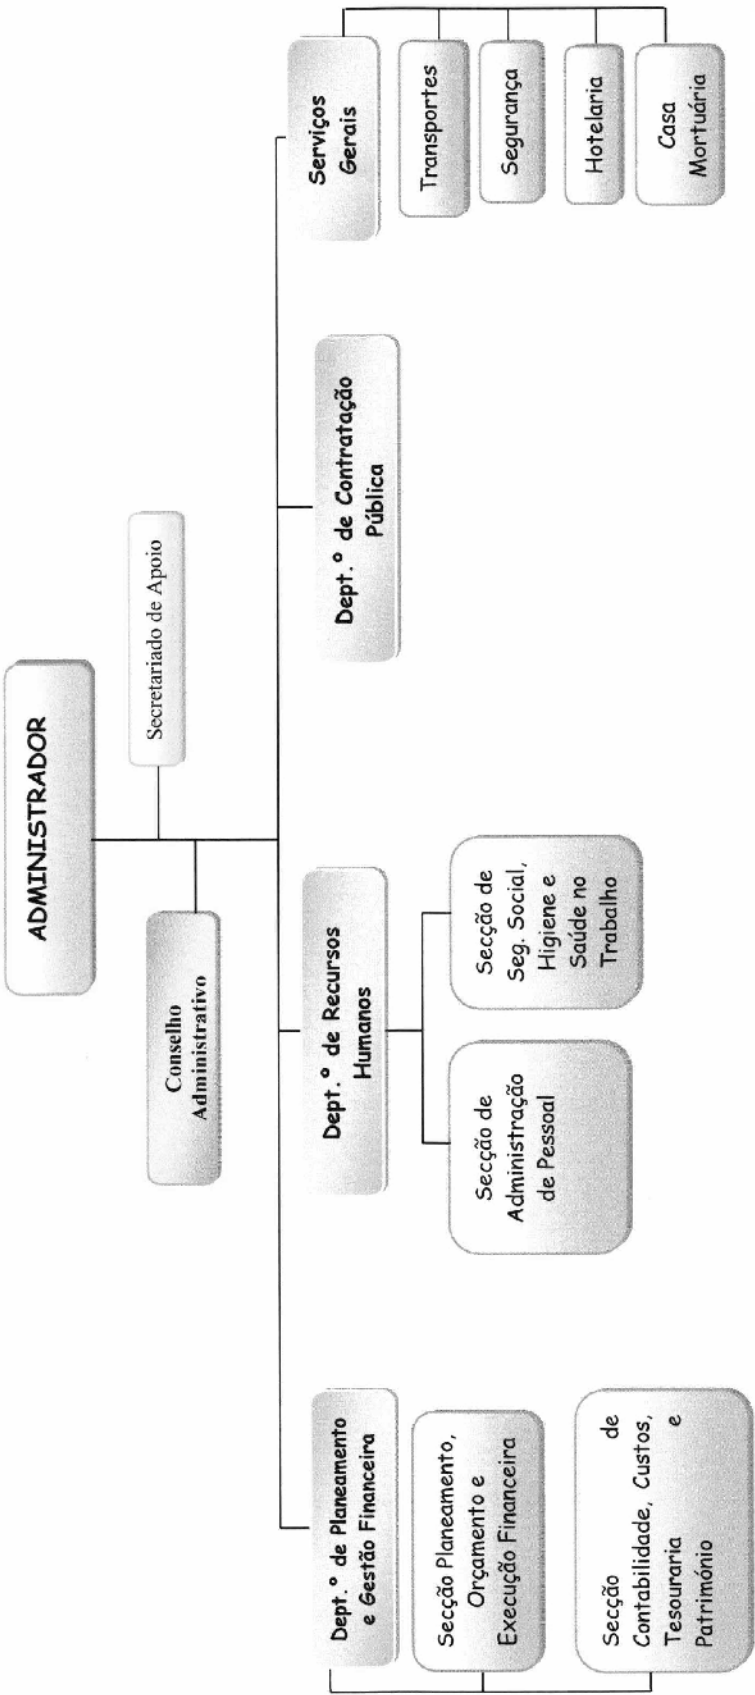 ADMINISTRADOR
Secretariado de Apoio
Conselho
Administrativo
Dept.º de Planeamento
e Gestão Financeira
Secção Planeamento,
Orçamento e
Execução Financeira
Secção de
Contabilidade, Custos,
Tesouraria e
Património
Dept.º de Recursos
Humanos
Secção de
Administração
de Pessoal
Secção de
Seg. Social,
Higiene e
Saúde no
Trabalho
Dept.º de Contratação
Pública
Serviços
Gerais
Transportes
Segurança
Hotelaria
Casa
Mortuária